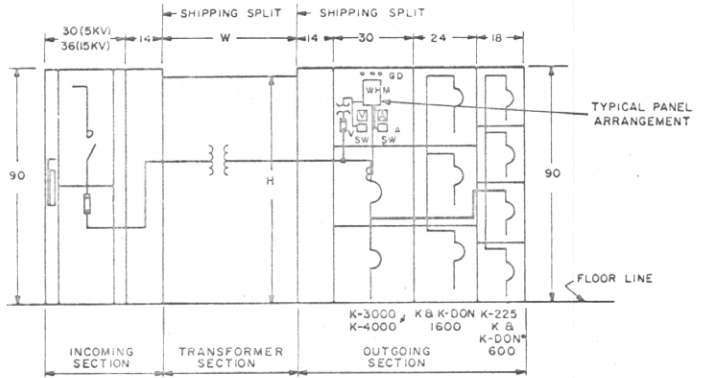 SHIPPING SPLIT
SHIPPING SPLIT
30(5KV)
36(15KV)
14
W
14
30
24
18
GD
WHM
V
A
V
A
SW
SW
TYPICAL PANEL
ARRANGEMENT
90
H
90
FLOOR LINE
K-3000
K-4000
K & K-DON
1600
K-225
K &
K-DON*
600
INCOMING
SECTION
TRANSFORMER
SECTION
OUTGOING
SECTION